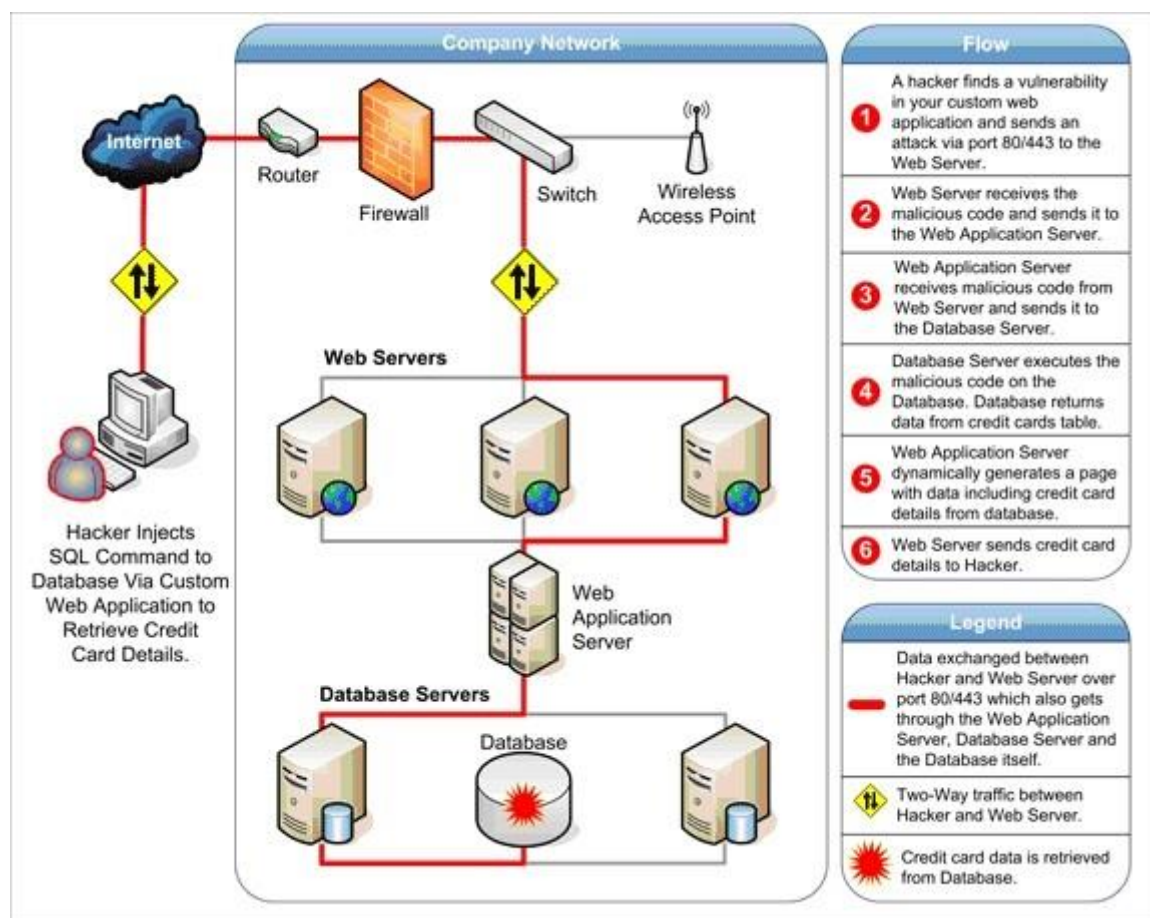 Company Network
Internet
Router
Firewall
Switch
Wireless
Access Point
Web Servers
Hacker Injects
SQL Command to
Database Via Custom
Web Application to
Retrieve Credit
Card Details.
Web
Application
Server
Database Servers
Database
Flow
1
A hacker finds a vulnerability
in your custom web
application and sends an
attack via port 80/443 to the
Web Server.
2
Web Server receives the
malicious code and sends it to
the Web Application Server.
3
Web Application Server
receives malicious code from
Web Server and sends it to
the Database Server.
4
Database Server executes the
malicious code on the
Database. Database returns
data from credit cards table.
5
Web Application Server
dynamically generates a page
with data including credit card
details from database.
6
Web Server sends credit card
details to Hacker.
Legend
Data exchanged between
Hacker and Web Server over
port 80/443 which also gets
through the Web Application
Server, Database Server and
the Database itself.
Two-Way traffic between
Hacker and Web Server.
Credit card data is retrieved
from Database.